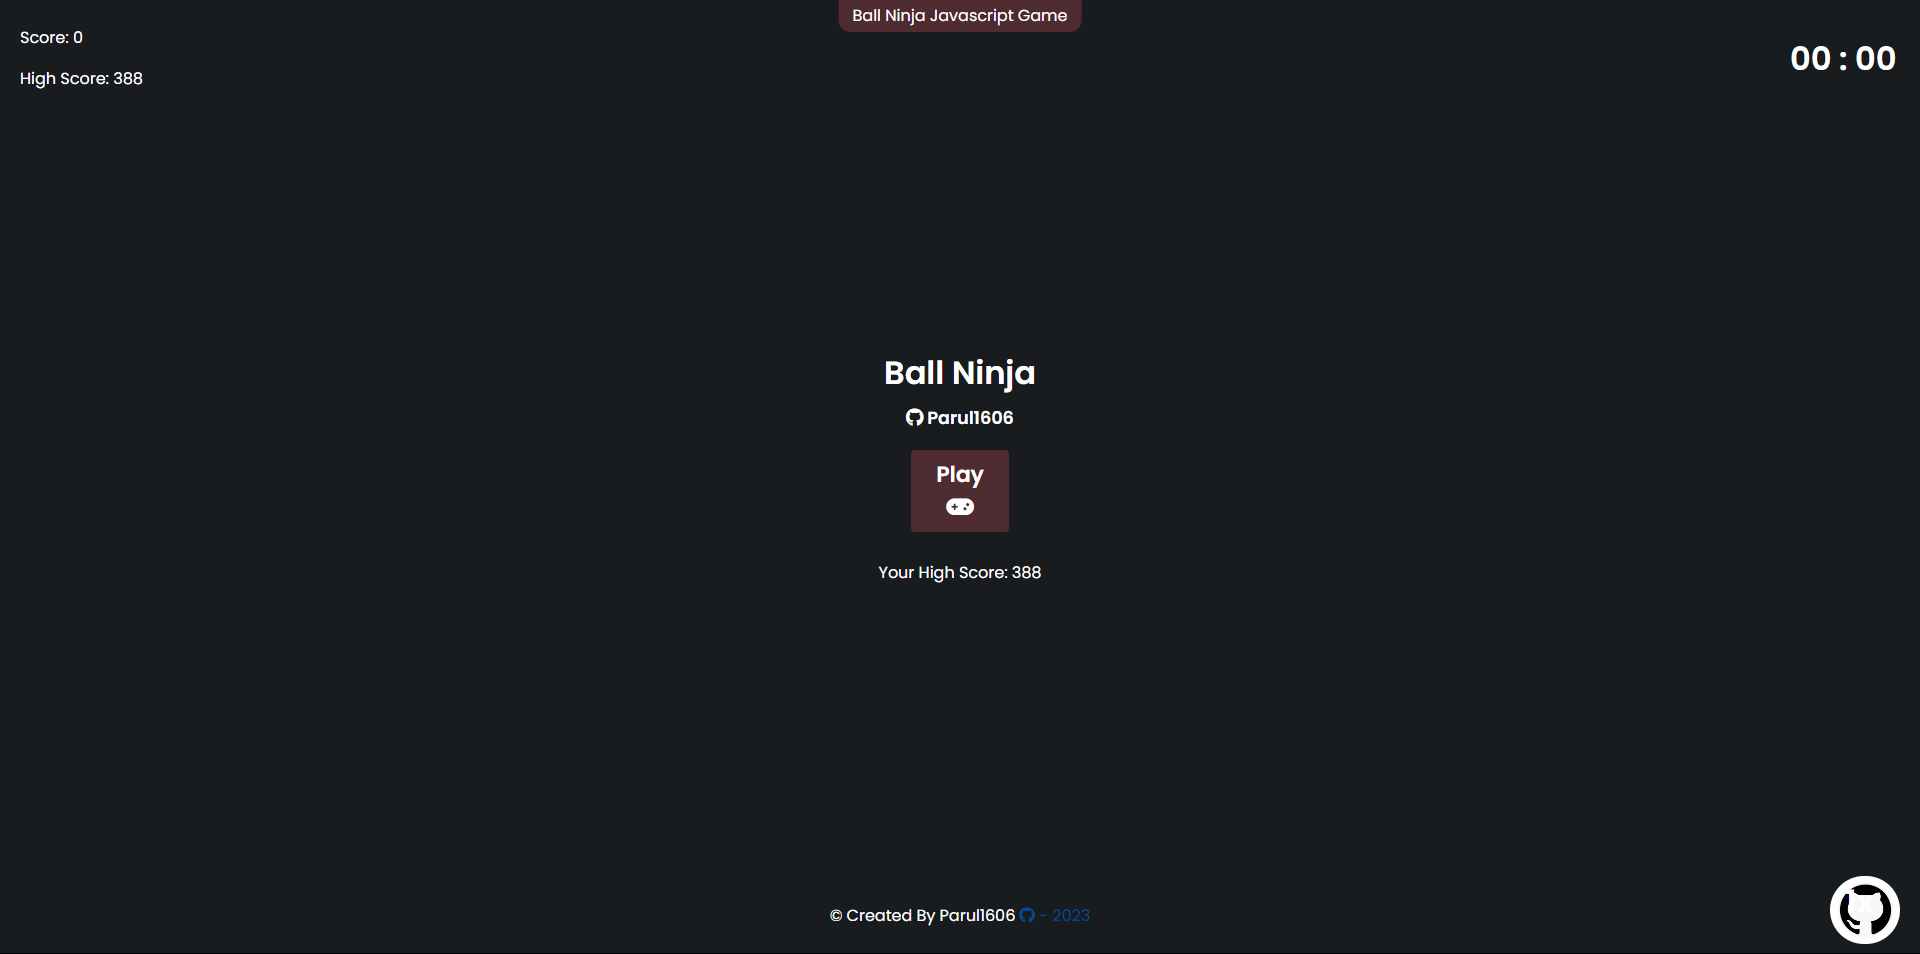 Ball Ninja Javascript Game
Score: 0
High Score: 388
00 : 00
Ball Ninja
Parul1606
Play
Your High Score: 388
© Created By Parul1606 - 2023